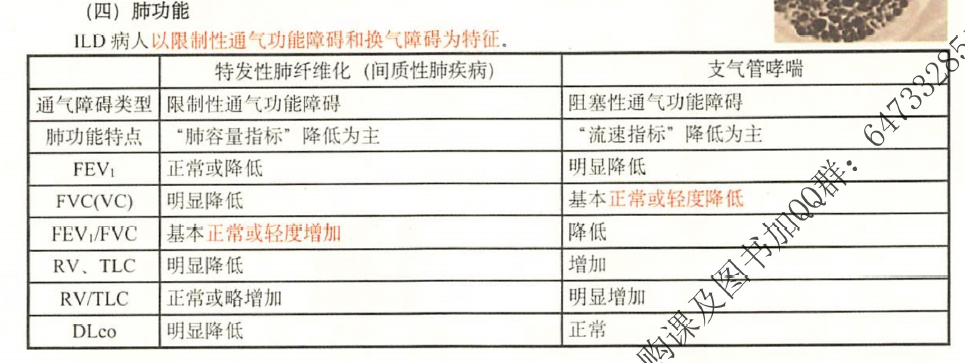 （四）肺功能
ILD 病人以限制性通气功能障碍和换气障碍为特征。
特发性肺纤维化（间质性肺疾病） 支气管哮喘
通气障碍类型 限制性通气功能障碍 阻塞性通气功能障碍
肺功能特点 “肺容量指标”降低为主 “流速指标”降低为主
FEV₁ 正常或降低 明显降低
FVC(VC) 明显降低 基本正常或轻度降低
FEV₁/FVC 基本正常或轻度增加 降低
RV、TLC 明显降低 增加
RV/TLC 正常或略增加 明显增加
DLco 明显降低 正常
购课及图书加QQ群：64733285